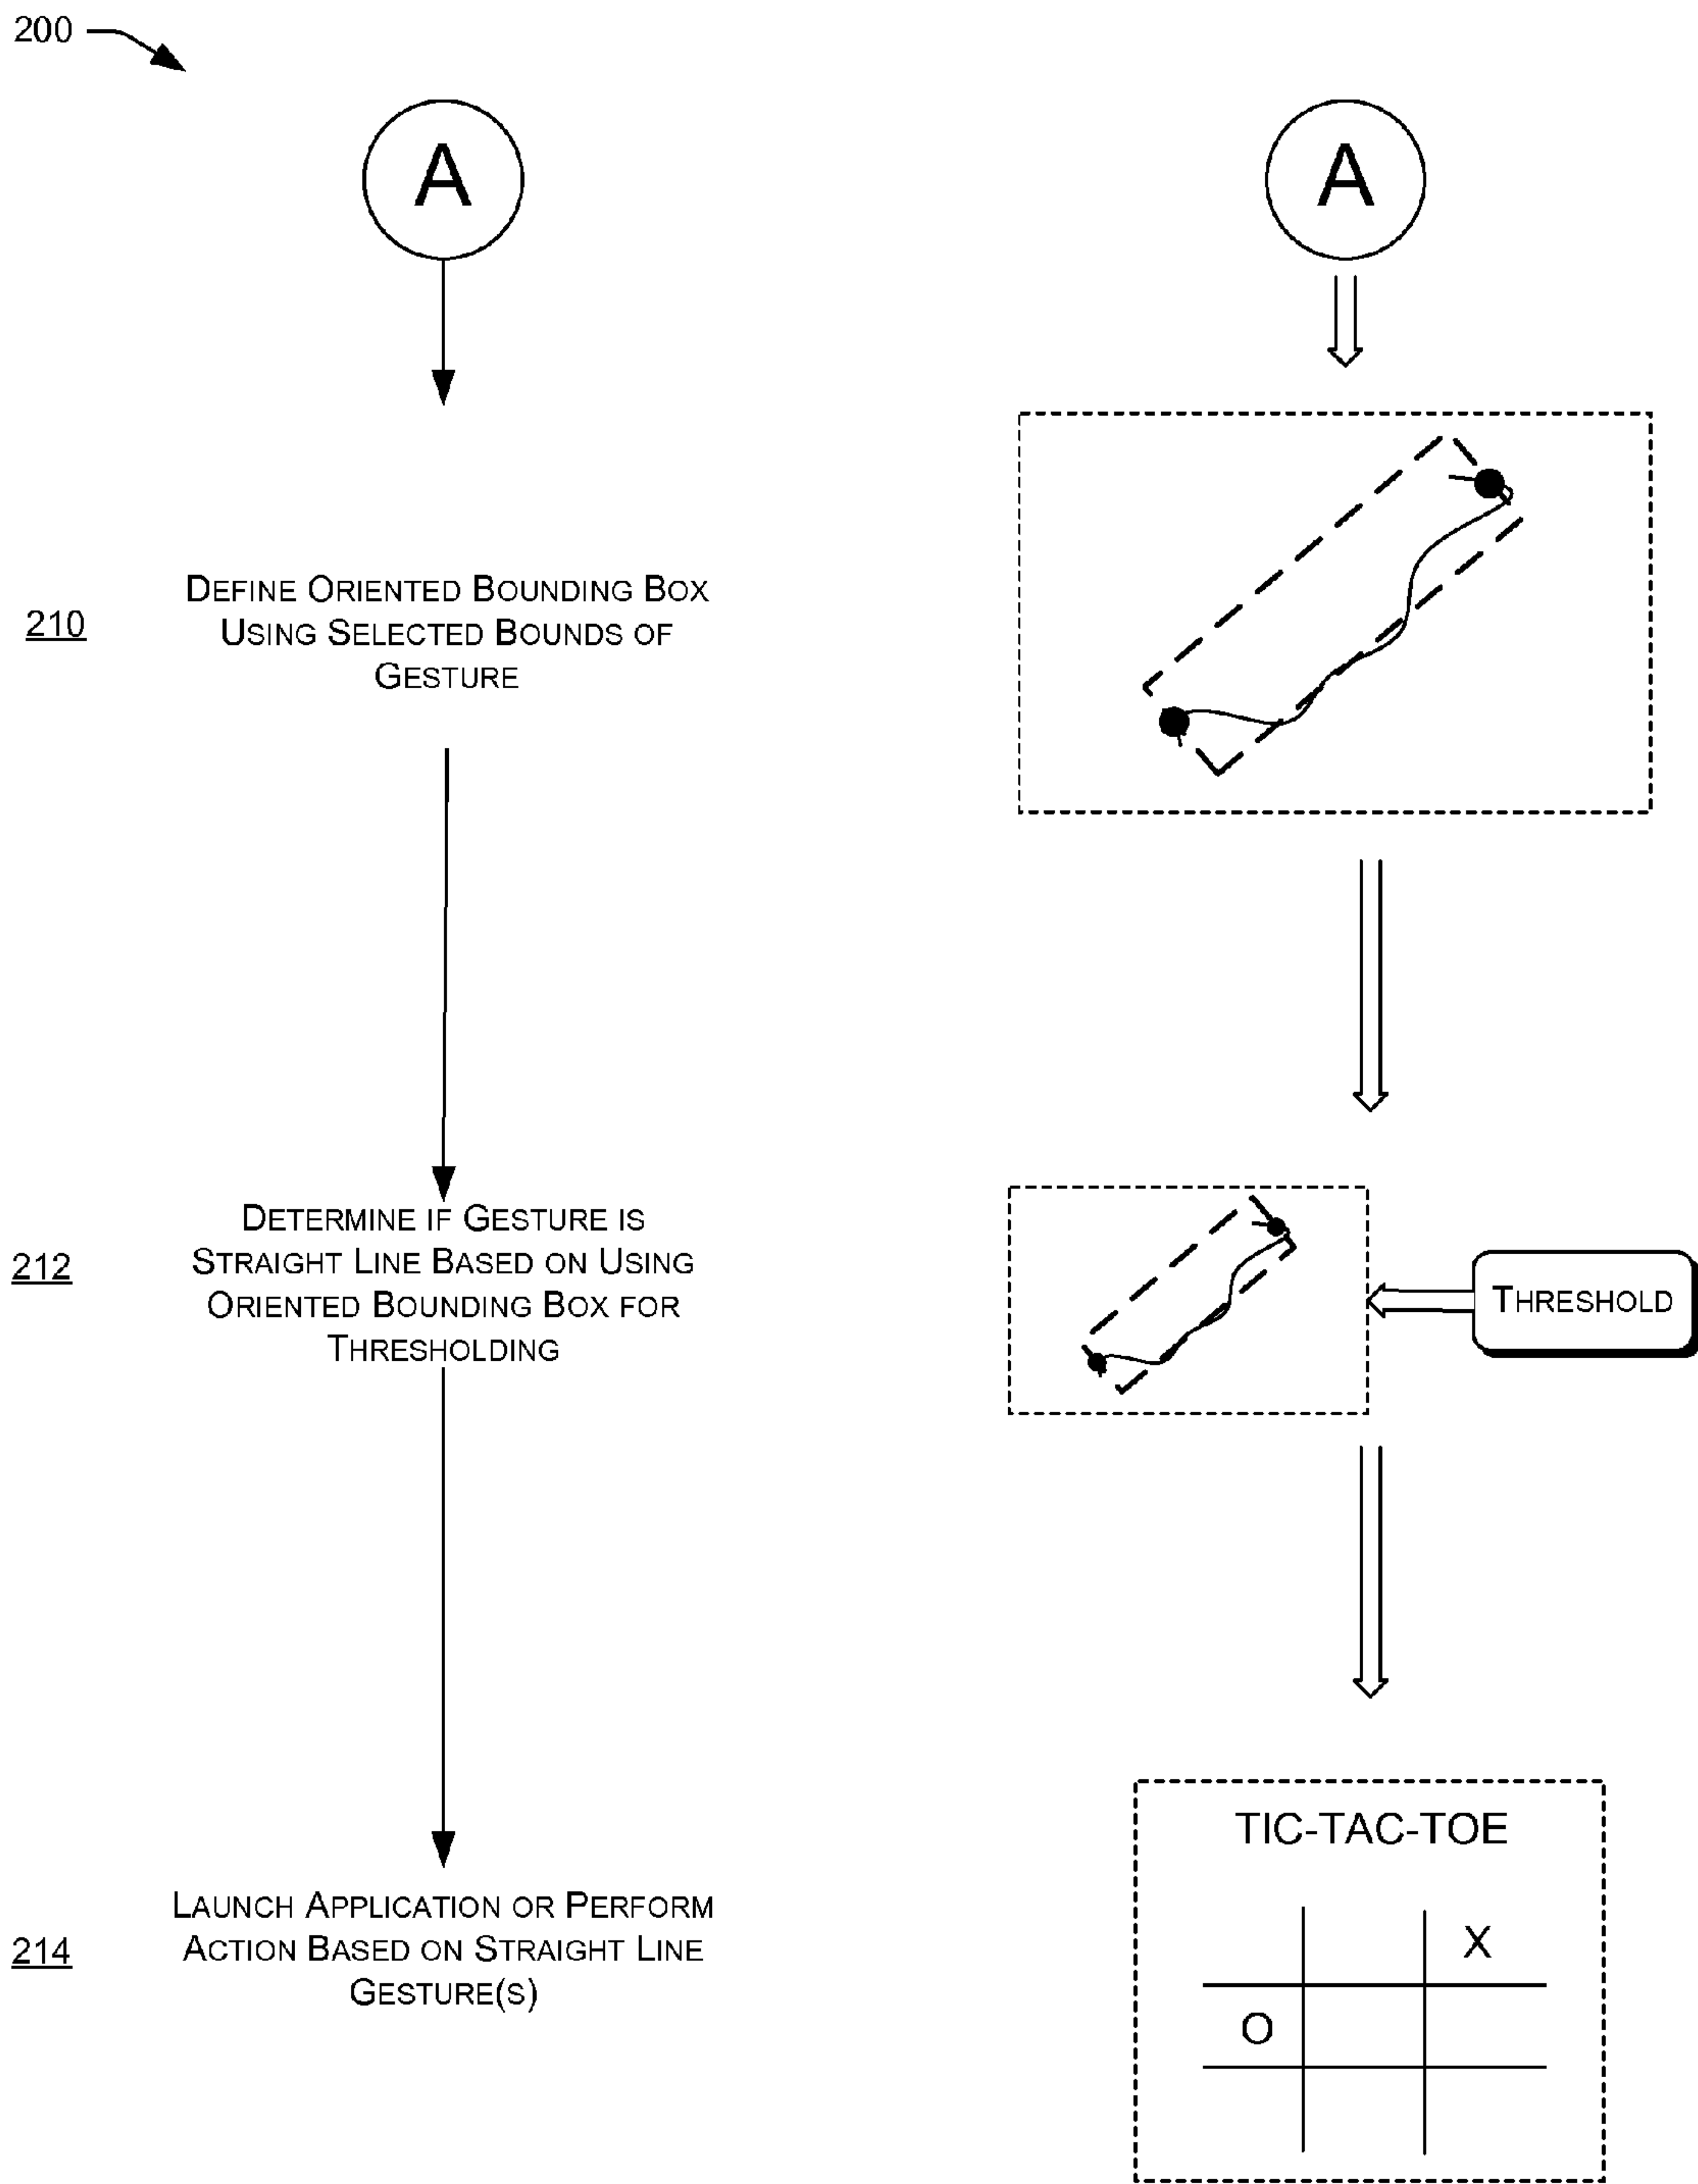 200
A
A
210
DEFINE ORIENTED BOUNDING BOX
USING SELECTED BOUNDS OF
GESTURE
212
DETERMINE IF GESTURE IS
STRAIGHT LINE BASED ON USING
ORIENTED BOUNDING BOX FOR
THRESHOLDING
THRESHOLD
214
LAUNCH APPLICATION OR PERFORM
ACTION BASED ON STRAIGHT LINE
GESTURE(S)
TIC-TAC-TOE
X
O